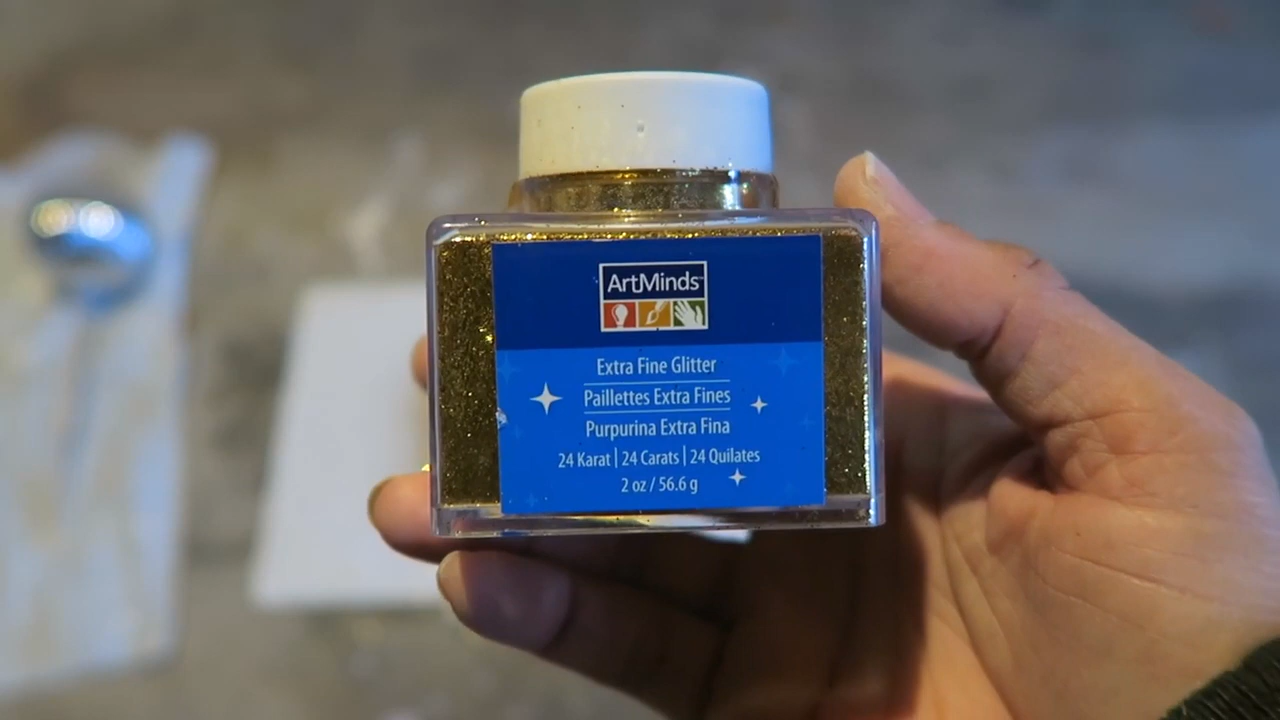 ArtMinds™
Extra Fine Glitter
Paillettes Extra Fines
Purpurina Extra Fina
24 Karat | 24 Carats | 24 Quilates
2 oz / 56.6 g